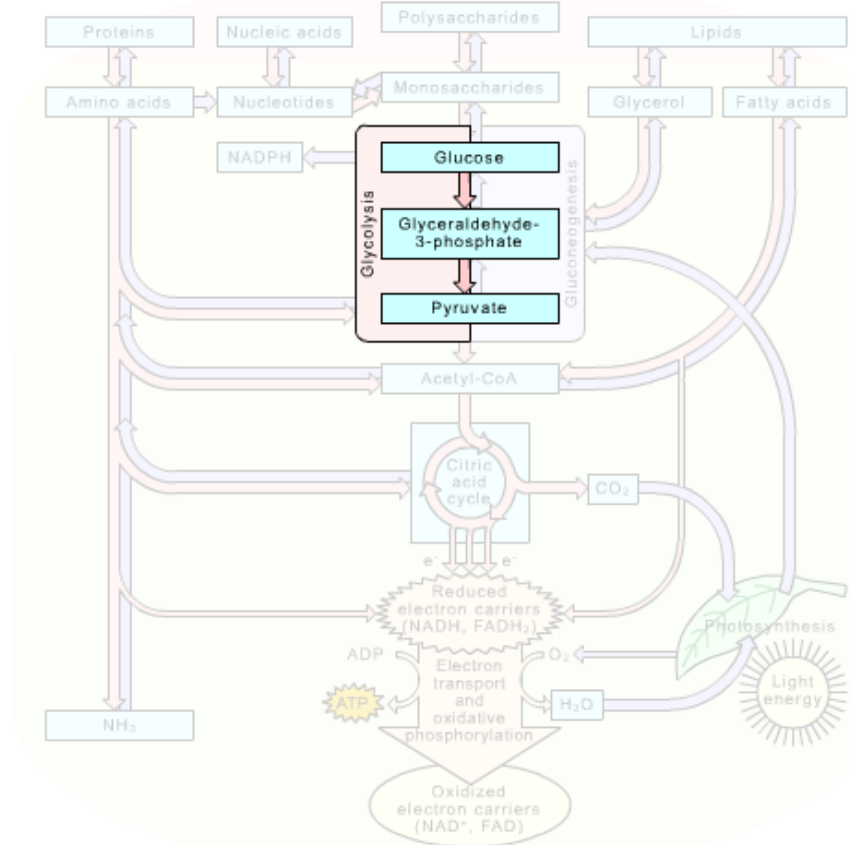 Polysaccharides
Proteins
Nucleic acids
Lipids
Amino acids
Nucleotides
Monosaccharides
Glycerol
Fatty acids
NADPH
Glucose
Glycolysis
Glyceraldehyde-
3-phosphate
Gluconeogenesis
Pyruvate
Acetyl-CoA
Citric
acid
cycle
CO₂
e⁻
e⁻
Reduced
electron carriers
(NADH, FADH₂)
Photosynthesis
ADP
O₂
Electron
transport
and
oxidative
phosphorylation
ATP
H₂O
Light
energy
NH₃
Oxidized
electron carriers
(NAD⁺, FAD)